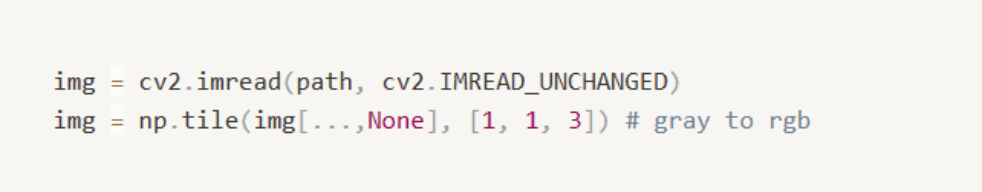 img = cv2.imread(path, cv2.IMREAD_UNCHANGED)
img = np.tile(img[...,None], [1, 1, 3]) # gray to rgb